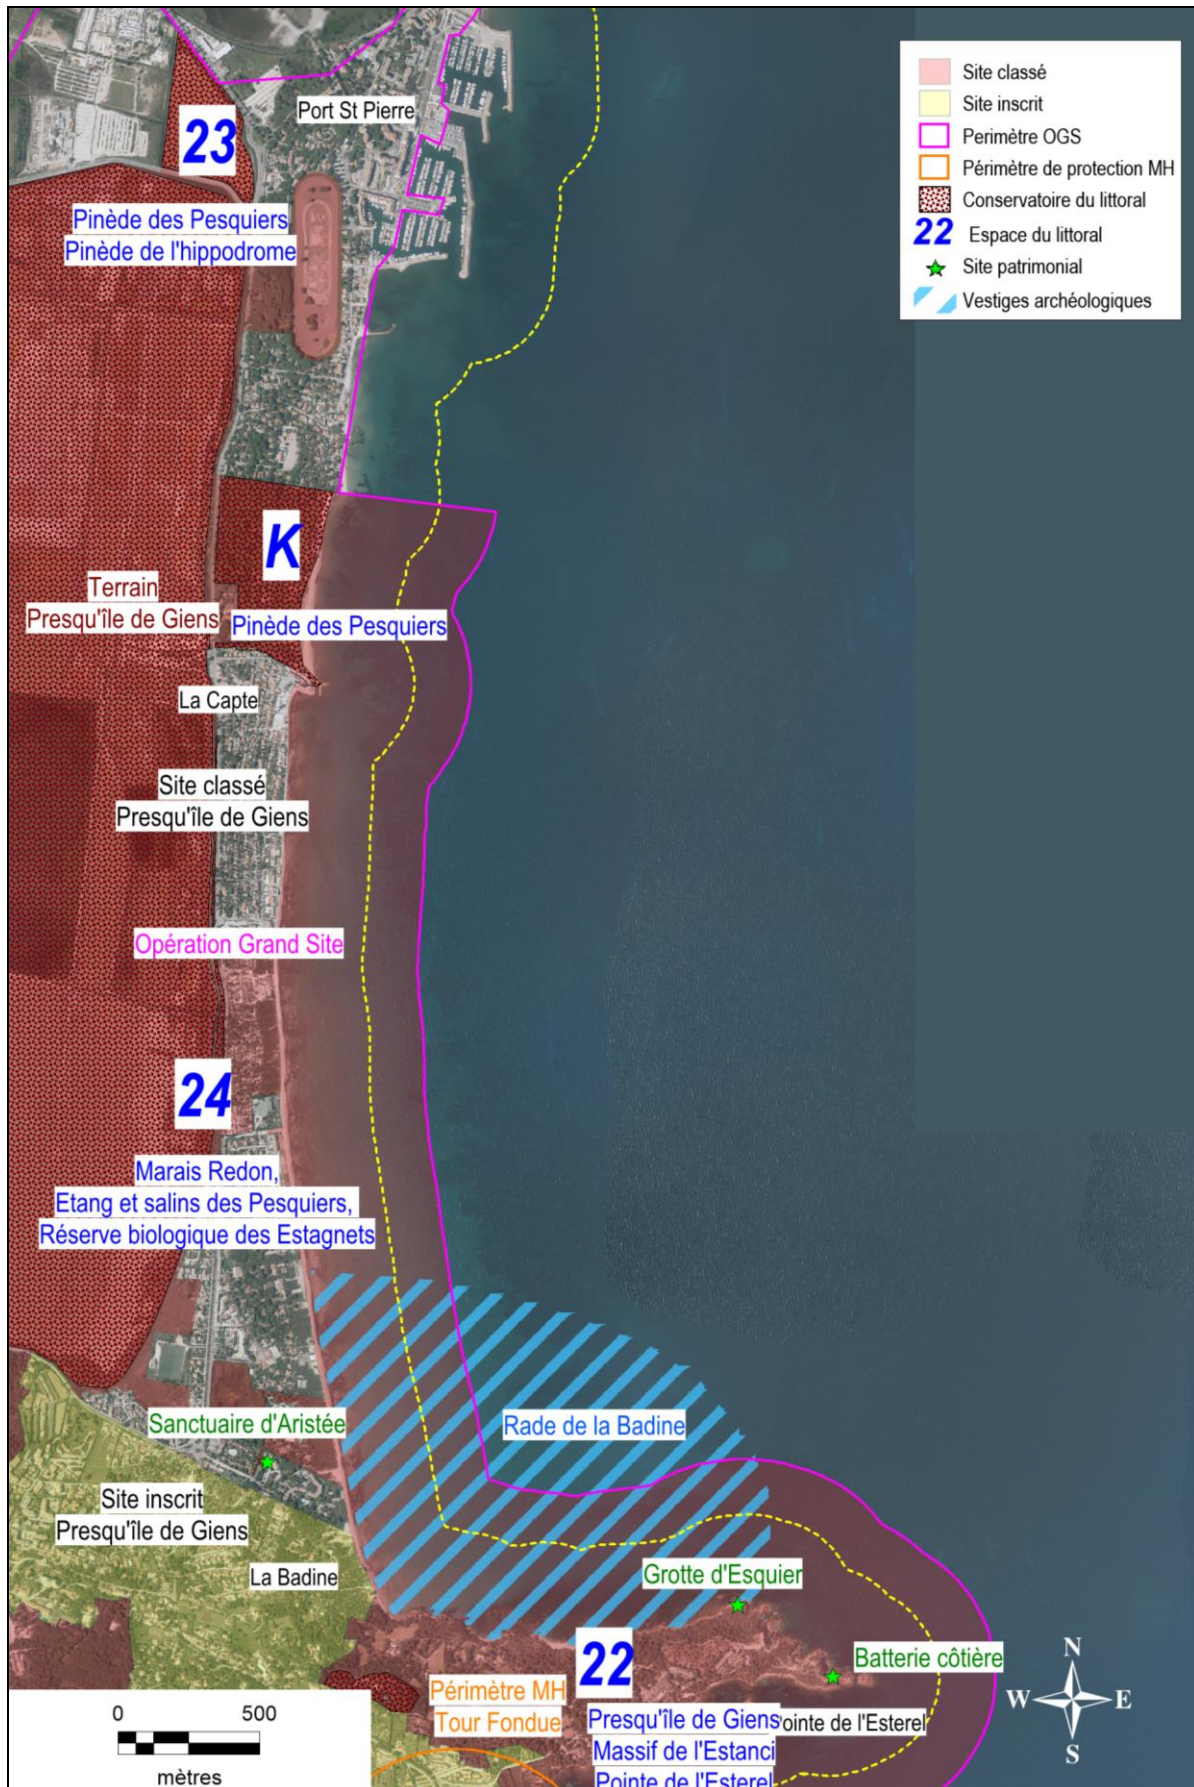 Site classé
Site inscrit
Perimètre OGS
Périmètre de protection MH
Conservatoire du littoral
22 Espace du littoral
Site patrimonial
Vestiges archéologiques
Port St Pierre
23
Pinède des Pesquiers
Pinède de l'hippodrome
K
Terrain
Presqu'île de Giens
Pinède des Pesquiers
La Capte
Site classé
Presqu'île de Giens
Opération Grand Site
24
Marais Redon,
Etang et salins des Pesquiers,
Réserve biologique des Estagnets
Sanctuaire d'Aristée
Rade de la Badine
Site inscrit
Presqu'île de Giens
La Badine
Grotte d'Esquier
22
Batterie côtière
Périmètre MH
Tour Fondue
Presqu'île de Giens
Massif de l'Estanci
Pointe de l'Esterel
ointe de l'Esterel
N
W E
S
0 500
mètres